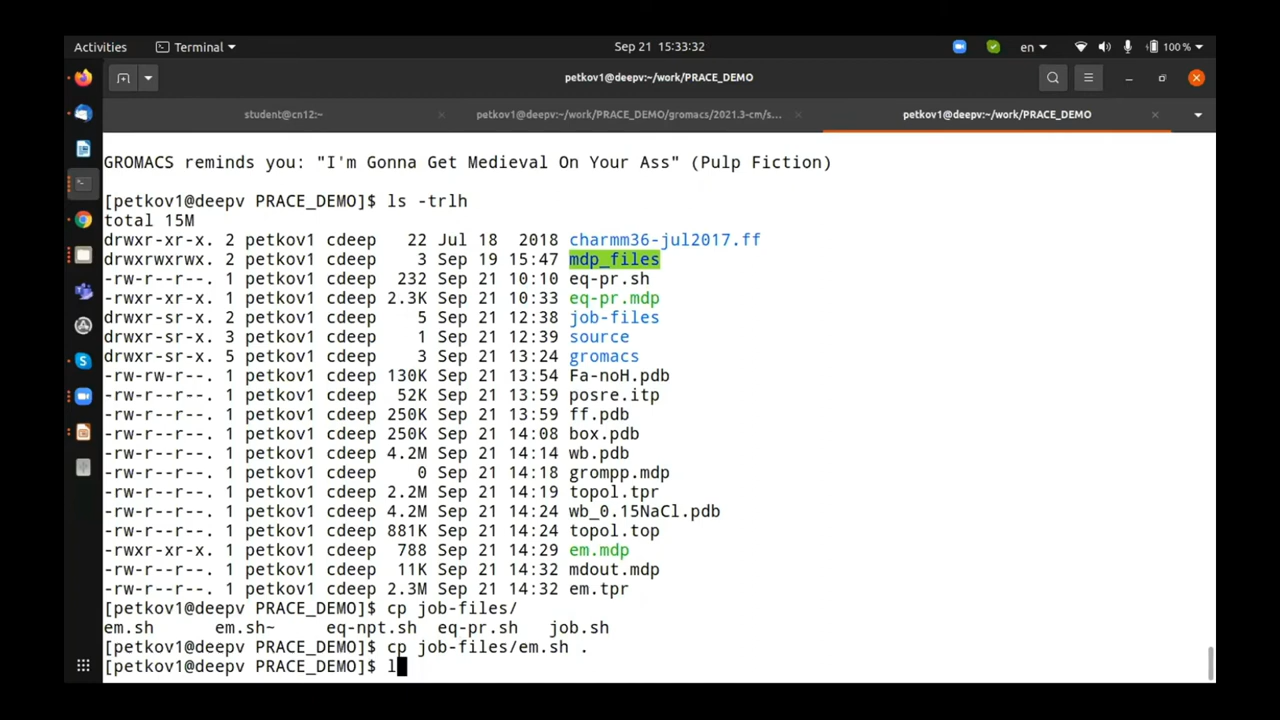 Activities
Terminal
Sep 21 15:33:32
en
100 %
petkov1@deepv:~/work/PRACE_DEMO
student@cn12:~
petkov1@deepv:~/work/PRACE_DEMO/gromacs/2021.3-cm/s...
petkov1@deepv:~/work/PRACE_DEMO
GROMACS reminds you: "I'm Gonna Get Medieval On Your Ass" (Pulp Fiction)
[petkov1@deepv PRACE_DEMO]$ ls -trlh
total 15M
drwxr-xr-x. 2 petkov1 cdeep   22 Jul 18  2018 charmm36-jul2017.ff
drwxrwxrwx. 2 petkov1 cdeep    3 Sep 19 15:47 mdp_files
-rw-r--r--. 1 petkov1 cdeep  232 Sep 21 10:10 eq-pr.sh
-rwxr-xr-x. 1 petkov1 cdeep 2.3K Sep 21 10:33 eq-pr.mdp
drwxr-sr-x. 2 petkov1 cdeep    5 Sep 21 12:38 job-files
drwxr-sr-x. 3 petkov1 cdeep    1 Sep 21 12:39 source
drwxr-sr-x. 5 petkov1 cdeep    3 Sep 21 13:24 gromacs
-rw-rw-r--. 1 petkov1 cdeep 130K Sep 21 13:54 Fa-noH.pdb
-rw-r--r--. 1 petkov1 cdeep  52K Sep 21 13:59 posre.itp
-rw-r--r--. 1 petkov1 cdeep 250K Sep 21 13:59 ff.pdb
-rw-r--r--. 1 petkov1 cdeep 250K Sep 21 14:08 box.pdb
-rw-r--r--. 1 petkov1 cdeep 4.2M Sep 21 14:14 wb.pdb
-rw-r--r--. 1 petkov1 cdeep    0 Sep 21 14:18 grompp.mdp
-rw-r--r--. 1 petkov1 cdeep 2.2M Sep 21 14:19 topol.tpr
-rw-r--r--. 1 petkov1 cdeep 4.2M Sep 21 14:24 wb_0.15NaCl.pdb
-rw-r--r--. 1 petkov1 cdeep 881K Sep 21 14:24 topol.top
-rwxr-xr-x. 1 petkov1 cdeep  788 Sep 21 14:29 em.mdp
-rw-r--r--. 1 petkov1 cdeep  11K Sep 21 14:32 mdout.mdp
-rw-r--r--. 1 petkov1 cdeep 2.3M Sep 21 14:32 em.tpr
[petkov1@deepv PRACE_DEMO]$ cp job-files/
em.sh      em.sh~     eq-npt.sh  eq-pr.sh   job.sh
[petkov1@deepv PRACE_DEMO]$ cp job-files/em.sh .
[petkov1@deepv PRACE_DEMO]$ l